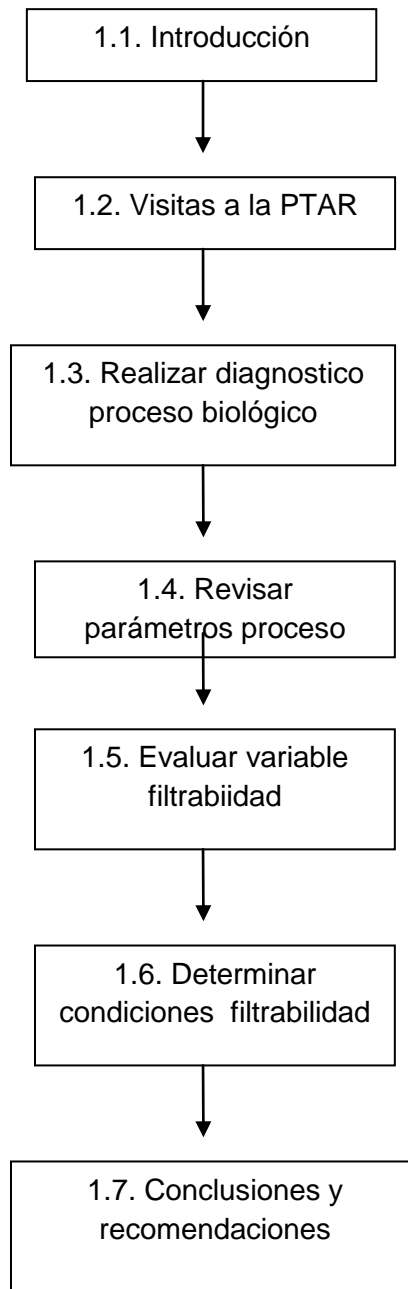 1.1. Introducción
1.2. Visitas a la PTAR
1.3. Realizar diagnostico
proceso biológico
1.4. Revisar
parámetros proceso
1.5. Evaluar variable
filtrabiidad
1.6. Determinar
condiciones  filtrabilidad
1.7. Conclusiones y
recomendaciones